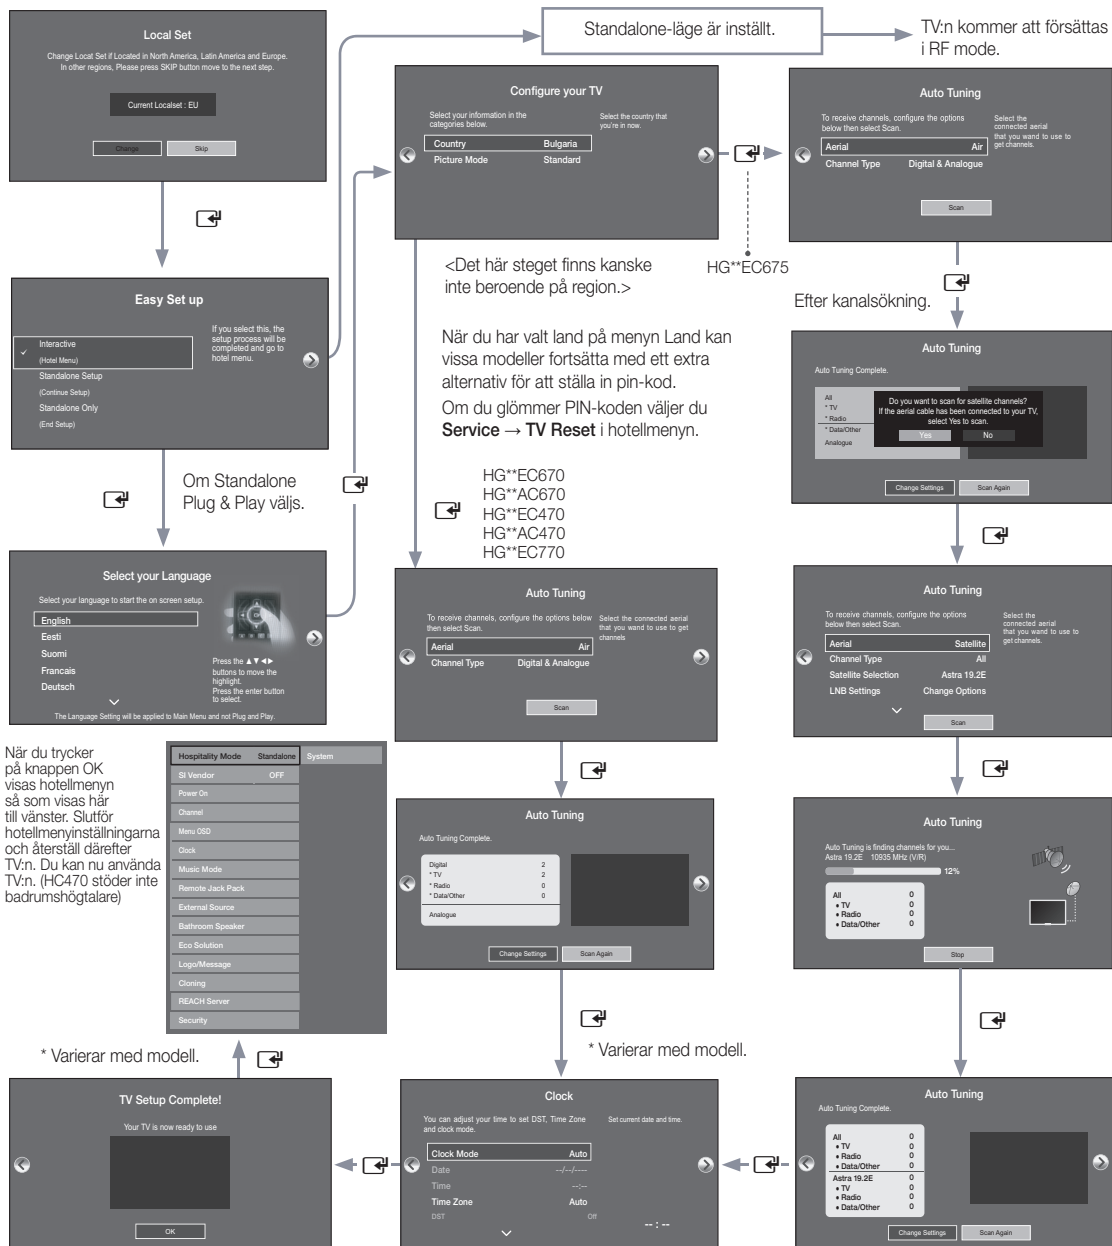 Local Set
Change Locat Set if Located in North America, Latin America and Europe.
In other regions, Please press SKIP button move to the next step.
Current Localset : EU
Change Skip
Standalone-läge är inställt.
TV:n kommer att försättas
i RF mode.
Configure your TV
Select your information in the
categories below.
Select the country that
you're in now.
Country Bulgaria
Picture Mode Standard
Auto Tuning
To receive channels, configure the options
below then select Scan.
Select the
connected aerial
that you wand to use to
get channels.
Aerial Air
Channel Type Digital & Analogue
Scan
<Det här steget finns kanske
inte beroende på region.>
HG**EC675
Efter kanalsökning.
Easy Set up
Interactive
(Hotel Menu)
Standalone Setup
(Continue Setup)
Standalone Only
(End Setup)
If you select this, the
setup process will be
completed and go to
hotel menu.
När du har valt land på menyn Land kan
vissa modeller fortsätta med ett extra
alternativ för att ställa in pin-kod.
Om du glömmer PIN-koden väljer du
Service → TV Reset i hotellmenyn.
Auto Tuning
Auto Tuning Complete.
All
* TV
* Radio
* Data/Other
Analogue
Do you want to scan for satellite channels?
If the aerial cable has been connected to your TV,
select Yes to scan.
Yes No
Change Settings Scan Again
Om Standalone
Plug & Play väljs.
HG**EC670
HG**AC670
HG**EC470
HG**AC470
HG**EC770
Select your Language
Select your language to start the on screen setup.
English
Eesti
Suomi
Francais
Deutsch
Press the ▲▼◄►
buttons to move the
highlight.
Press the enter button
to select.
The Language Setting will be applied to Main Menu and not Plug and Play.
Auto Tuning
To receive channels, configure the options below
then select Scan.
Select the connected aerial
that you wand to use to get
channels
Aerial Air
Channel Type Digital & Analogue
Scan
Auto Tuning
To receive channels, configure the options
below then select Scan.
Select the
connected aerial
that you wand to use to
get channels.
Aerial Satellite
Channel Type All
Satellite Selection Astra 19.2E
LNB Settings Change Options
Scan
När du trycker
på knappen OK
visas hotellmenyn
så som visas här
till vänster. Slutför
hotellmenyinställningarna
och återställ därefter
TV:n. Du kan nu använda
TV:n. (HC470 stöder inte
badrumshögtalare)
Hospitality Mode Standalone System
SI Vendor OFF
Power On
Channel
Menu OSD
Clock
Music Mode
Remote Jack Pack
External Source
Bathroom Speaker
Eco Solution
Logo/Message
Cloning
REACH Server
Security
Auto Tuning
Auto Tuning Complete.
Digital 2
* TV 2
* Radio 0
* Data/Other 0
Analogue
Change Settings Scan Again
Auto Tuning
Auto Tuning is finding channels for you...
Astra 19.2E 10935 MHz (V/R)
12%
All 0
• TV 0
• Radio 0
• Data/Other 0
Stop
* Varierar med modell.
* Varierar med modell.
TV Setup Complete!
Your TV is now ready to use
OK
Clock
You can adjust your time to set DST, Time Zone
and clock mode.
Set current date and time.
Clock Mode Auto
Date --/--/----
Time --:--
Time Zone Auto
DST Off
-- : --
Auto Tuning
Auto Tuning Complete.
All 0
• TV 0
• Radio 0
• Data/Other 0
Astra 19.2E 0
• TV 0
• Radio 0
• Data/Other 0
Change Settings Scan Again